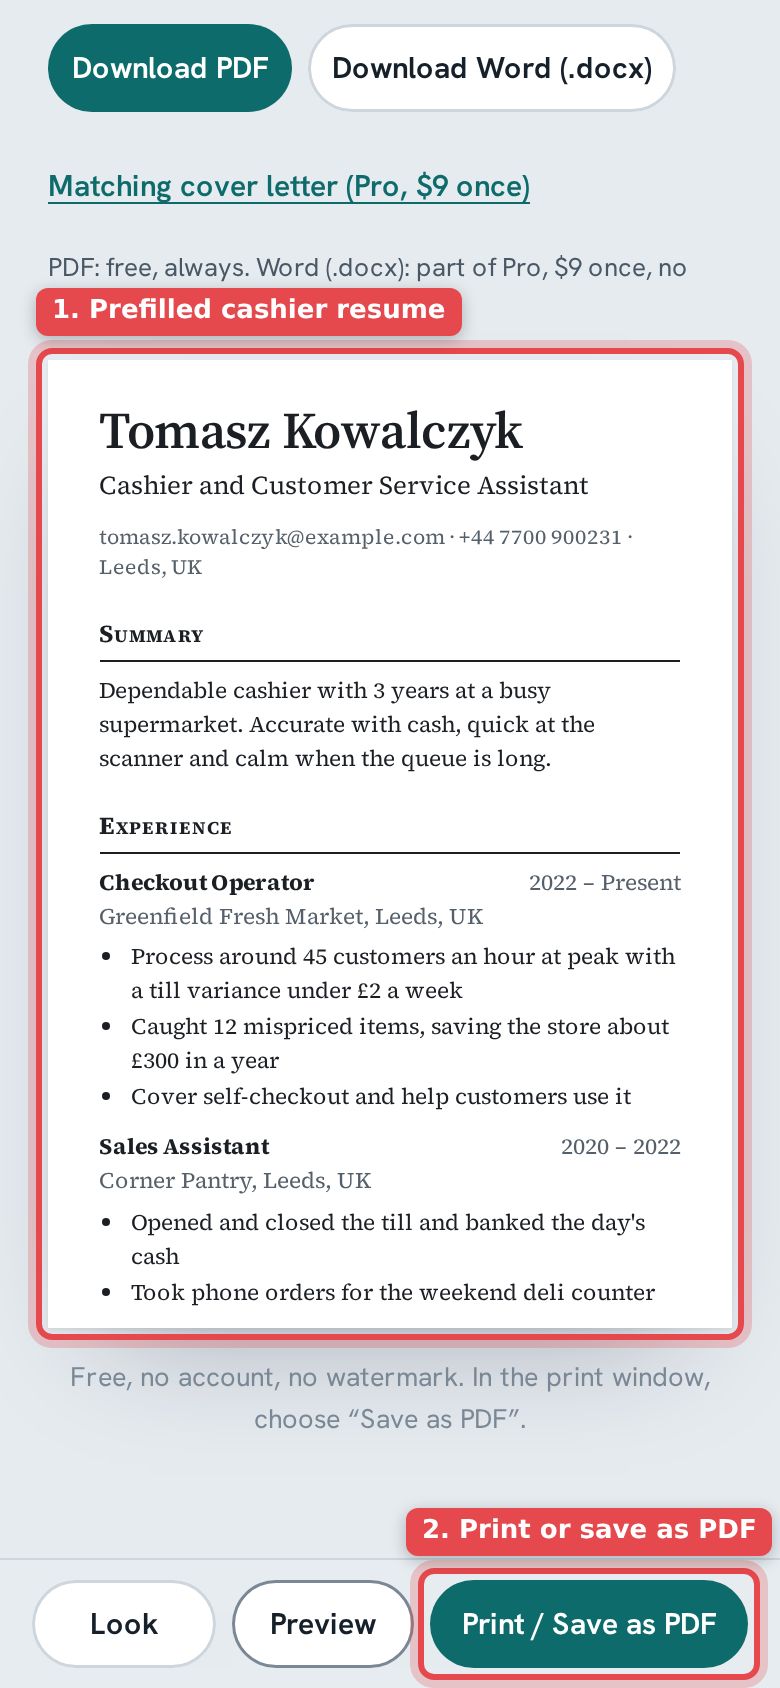 Download PDF
Download Word (.docx)
Matching cover letter (Pro, $9 once)
PDF: free, always. Word (.docx): part of Pro, $9 once, no
1. Prefilled cashier resume
Tomasz Kowalczyk
Cashier and Customer Service Assistant
tomasz.kowalczyk@example.com · +44 7700 900231 ·
Leeds, UK
Summary
Dependable cashier with 3 years at a busy
supermarket. Accurate with cash, quick at the
scanner and calm when the queue is long.
Experience
Checkout Operator 2022 – Present
Greenfield Fresh Market, Leeds, UK
• Process around 45 customers an hour at peak with
a till variance under £2 a week
• Caught 12 mispriced items, saving the store about
£300 in a year
• Cover self-checkout and help customers use it
Sales Assistant 2020 – 2022
Corner Pantry, Leeds, UK
• Opened and closed the till and banked the day's
cash
• Took phone orders for the weekend deli counter
Free, no account, no watermark. In the print window,
choose “Save as PDF”.
2. Print or save as PDF
Look
Preview
Print / Save as PDF